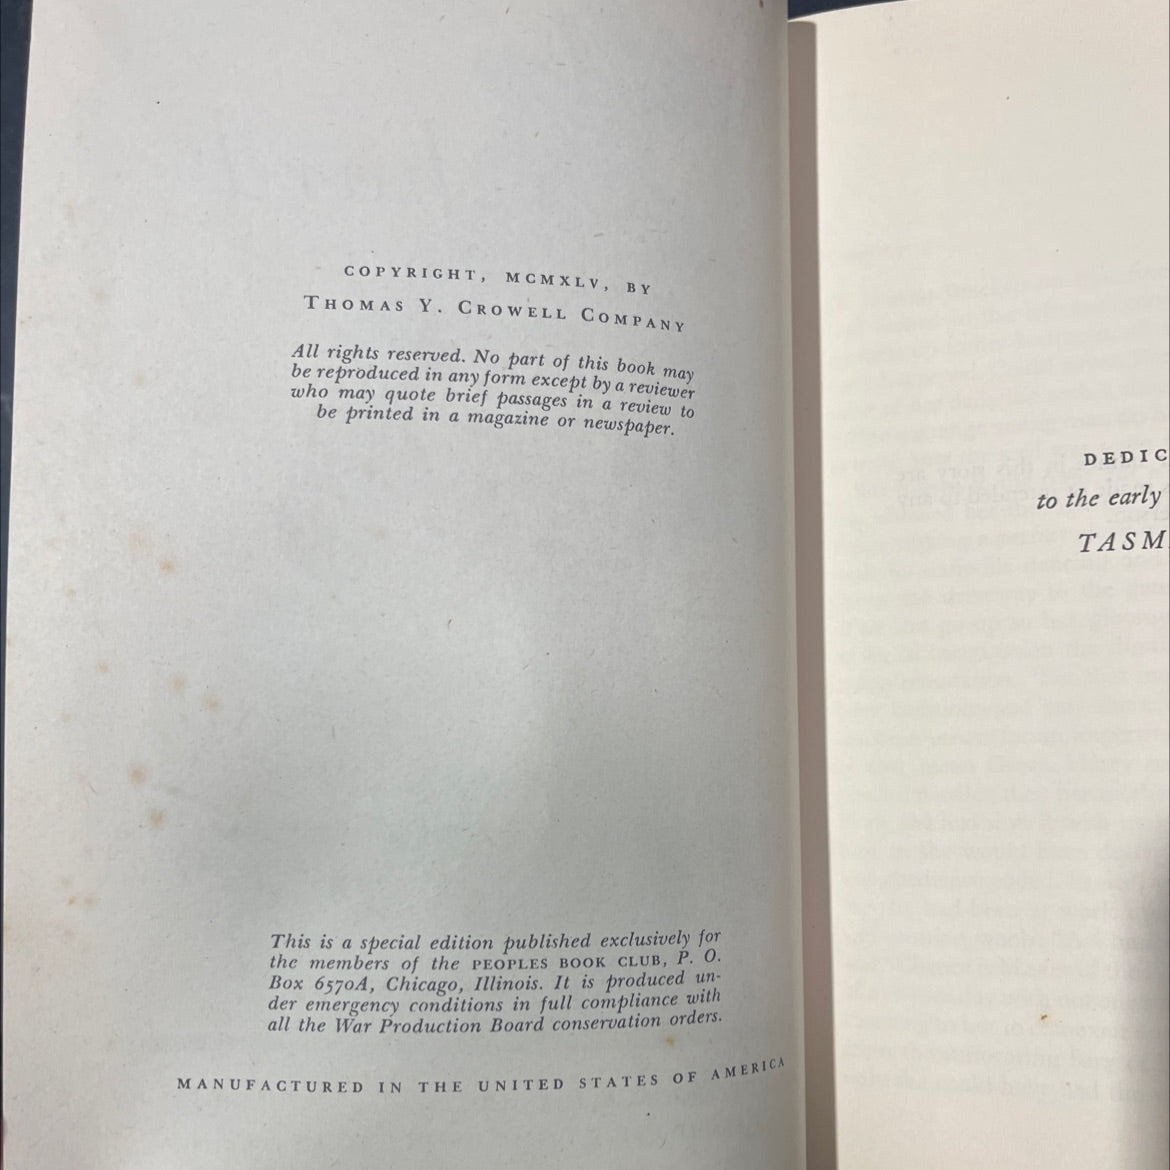 COPYRIGHT, MCMXLV, BY
THOMAS Y. CROWELL COMPANY
All rights reserved. No part of this book may
be reproduced in any form except by a reviewer
who may quote brief passages in a review to
be printed in a magazine or newspaper.
This is a special edition published exclusively for
the members of the PEOPLES BOOK CLUB, P. O.
Box 6570A, Chicago, Illinois. It is produced un-
der emergency conditions in full compliance with
all the War Production Board conservation orders.
MANUFACTURED IN THE UNITED STATES OF AMERICA
DEDIC
to the early
TASM